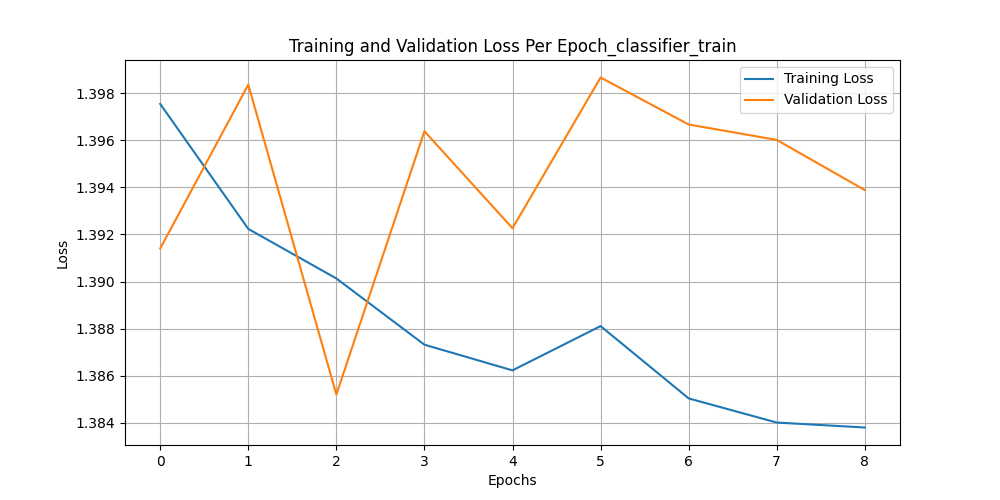 Training and Validation Loss Per Epoch_classifier_train
Training Loss
Validation Loss
1.398
1.396
1.394
1.392
1.390
1.388
1.386
1.384
Loss
0 1 2 3 4 5 6 7 8
Epochs